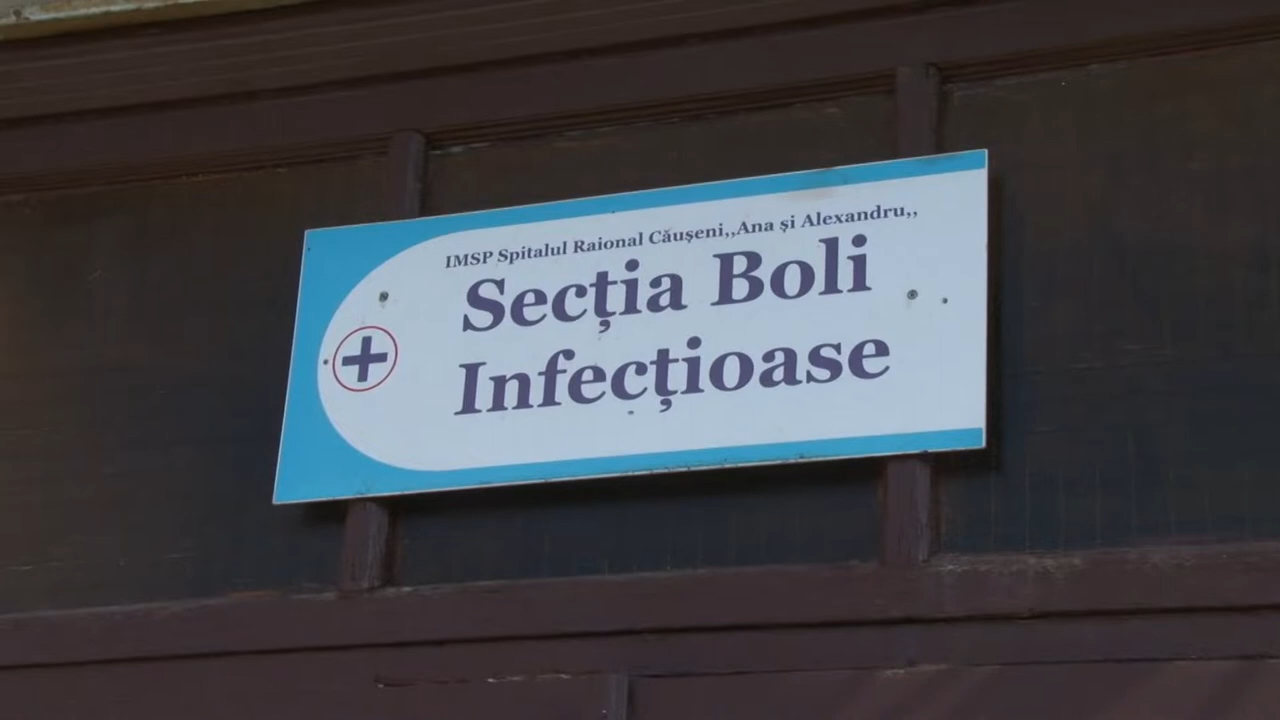 IMSP Spitalul Raional Căușeni,,Ana și Alexandru,,
Secția Boli
Infecțioase